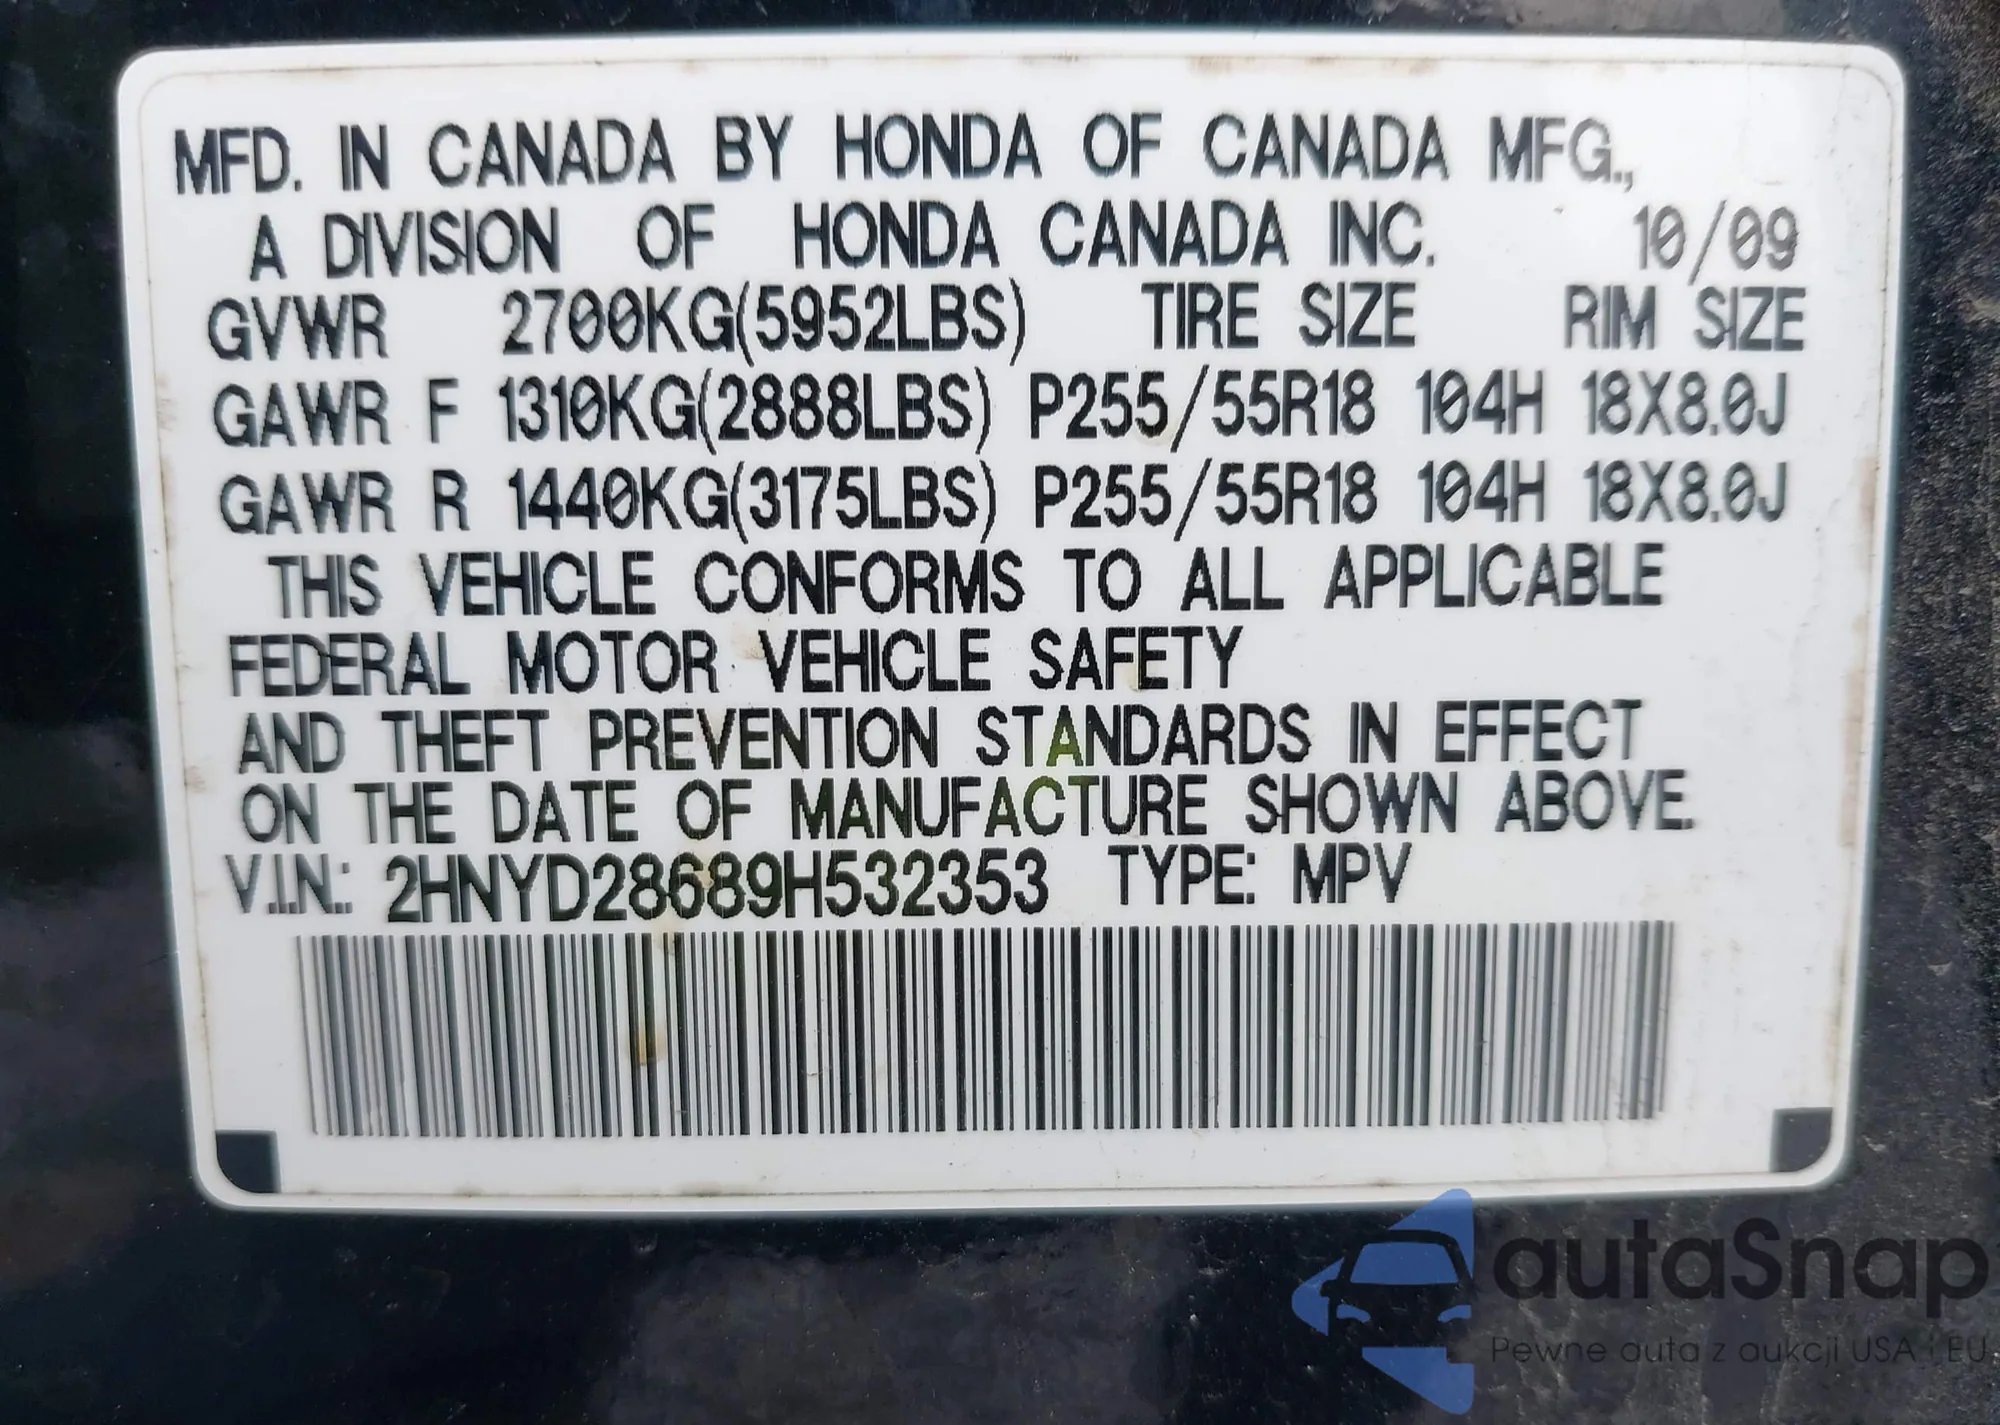 MFD. IN CANADA BY HONDA OF CANADA MFG.,
A DIVISION OF HONDA CANADA INC. 10/09
GVWR 2700KG(5952LBS) TIRE SIZE RIM SIZE
GAWR F 1310KG(2888LBS) P255/55R18 104H 18X8.0J
GAWR R 1440KG(3175LBS) P255/55R18 104H 18X8.0J
THIS VEHICLE CONFORMS TO ALL APPLICABLE
FEDERAL MOTOR VEHICLE SAFETY
AND THEFT PREVENTION STANDARDS IN EFFECT
ON THE DATE OF MANUFACTURE SHOWN ABOVE.
V.I.N.: 2HNYD28689H532353 TYPE: MPV
autaSnap
Pewne auta z aukcji USA i EU